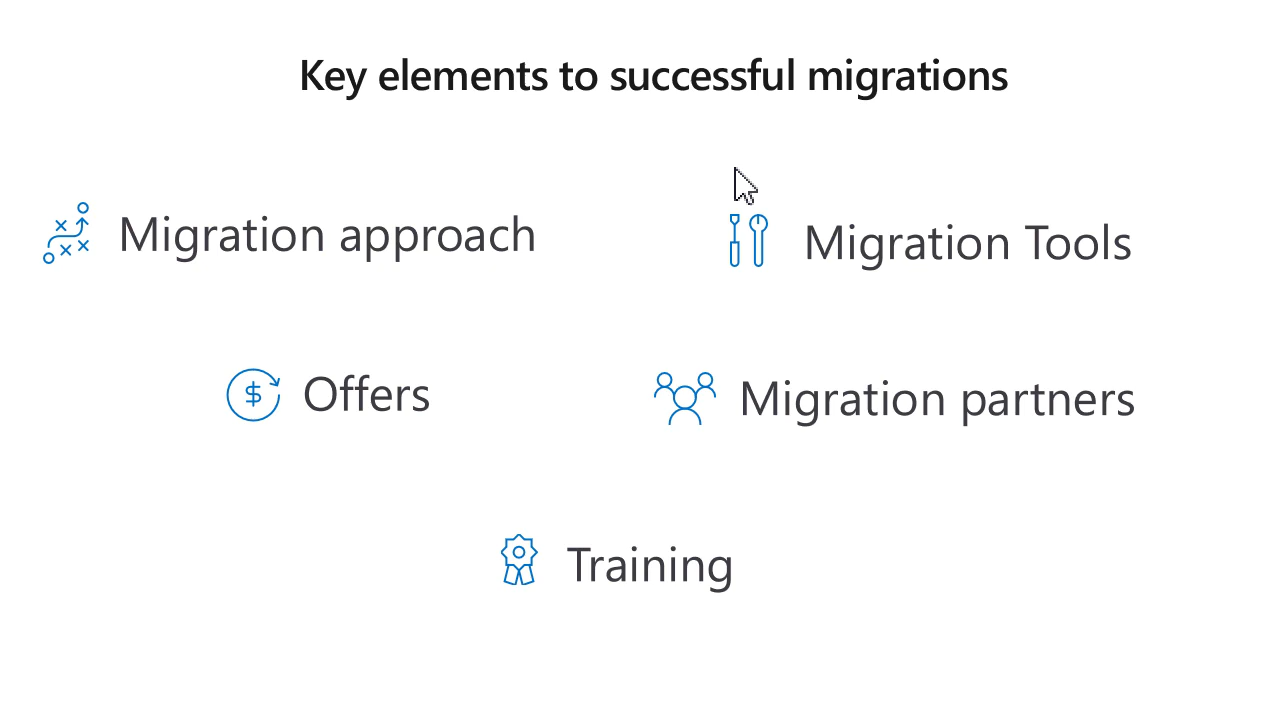 Key elements to successful migrations
Migration approach
Migration Tools
Offers
Migration partners
Training